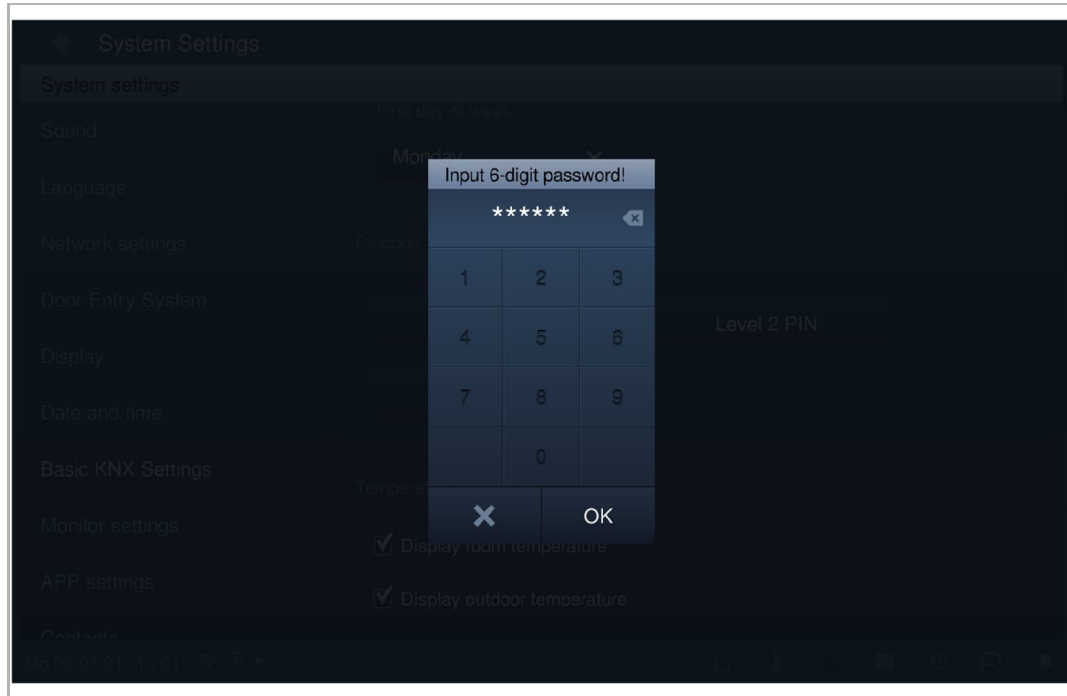 System Settings
System settings
First day of week
Sound
Monday
Input 6-digit password!
******
Language
Network settings
Pincode
1 2 3
Door Entry System
Level 2 PIN
4 5 6
Display
7 8 9
Date and time
0
Basic KNX Settings
OK
Monitor settings
Display room temperature
APP settings
Display outdoor temperature
Contacts